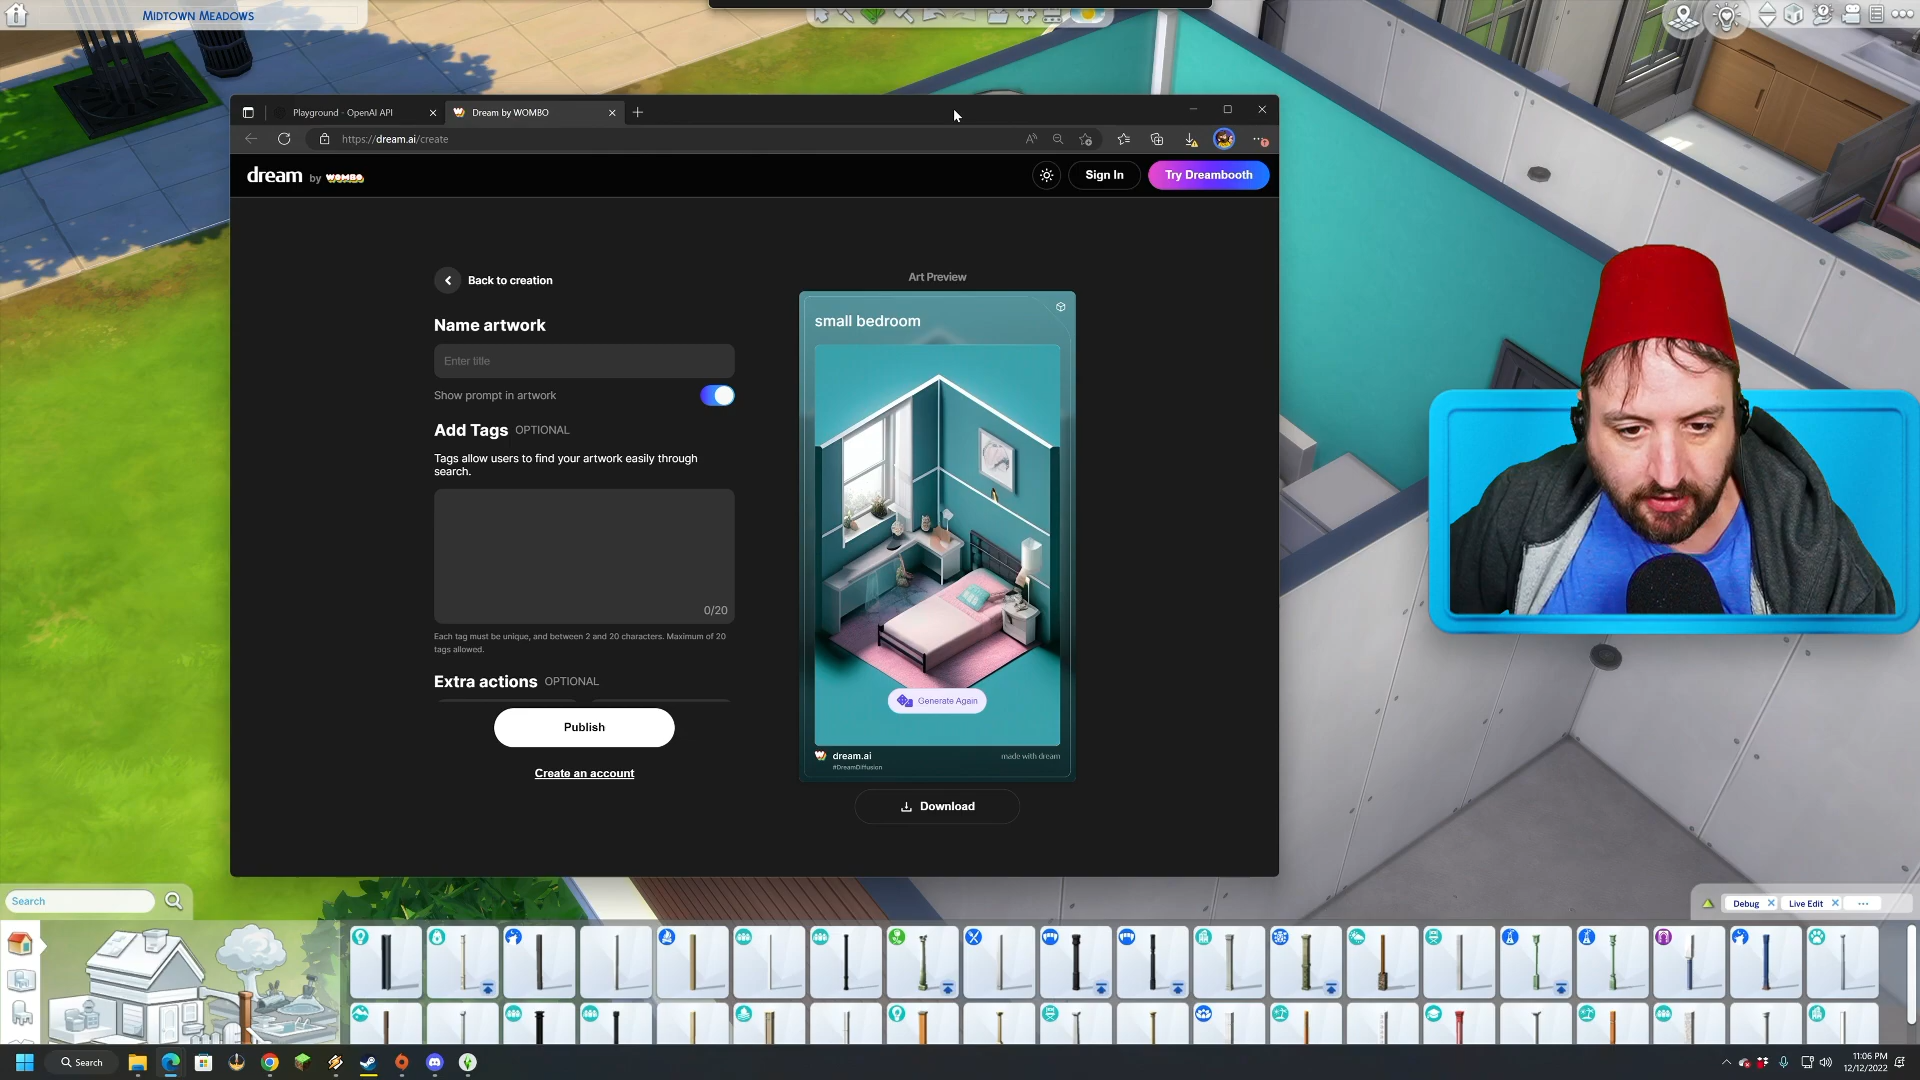 MIDTOWN MEADOWS
Playground - OpenAI API
Dream by WOMBO
https://dream.ai/create
dream by WOMBO
Sign In
Try Dreambooth
Back to creation
Art Preview
Name artwork
Enter title
Show prompt in artwork
Add Tags OPTIONAL
Tags allow users to find your artwork easily through
search.
0/20
Each tag must be unique, and between 2 and 20 characters. Maximum of 20
tags allowed.
Extra actions OPTIONAL
Publish
Create an account
small bedroom
Generate Again
dream.ai
#DreamDiffusion
made with dream
Download
Search
Debug
Live Edit
Search
11:06 PM
12/12/2022